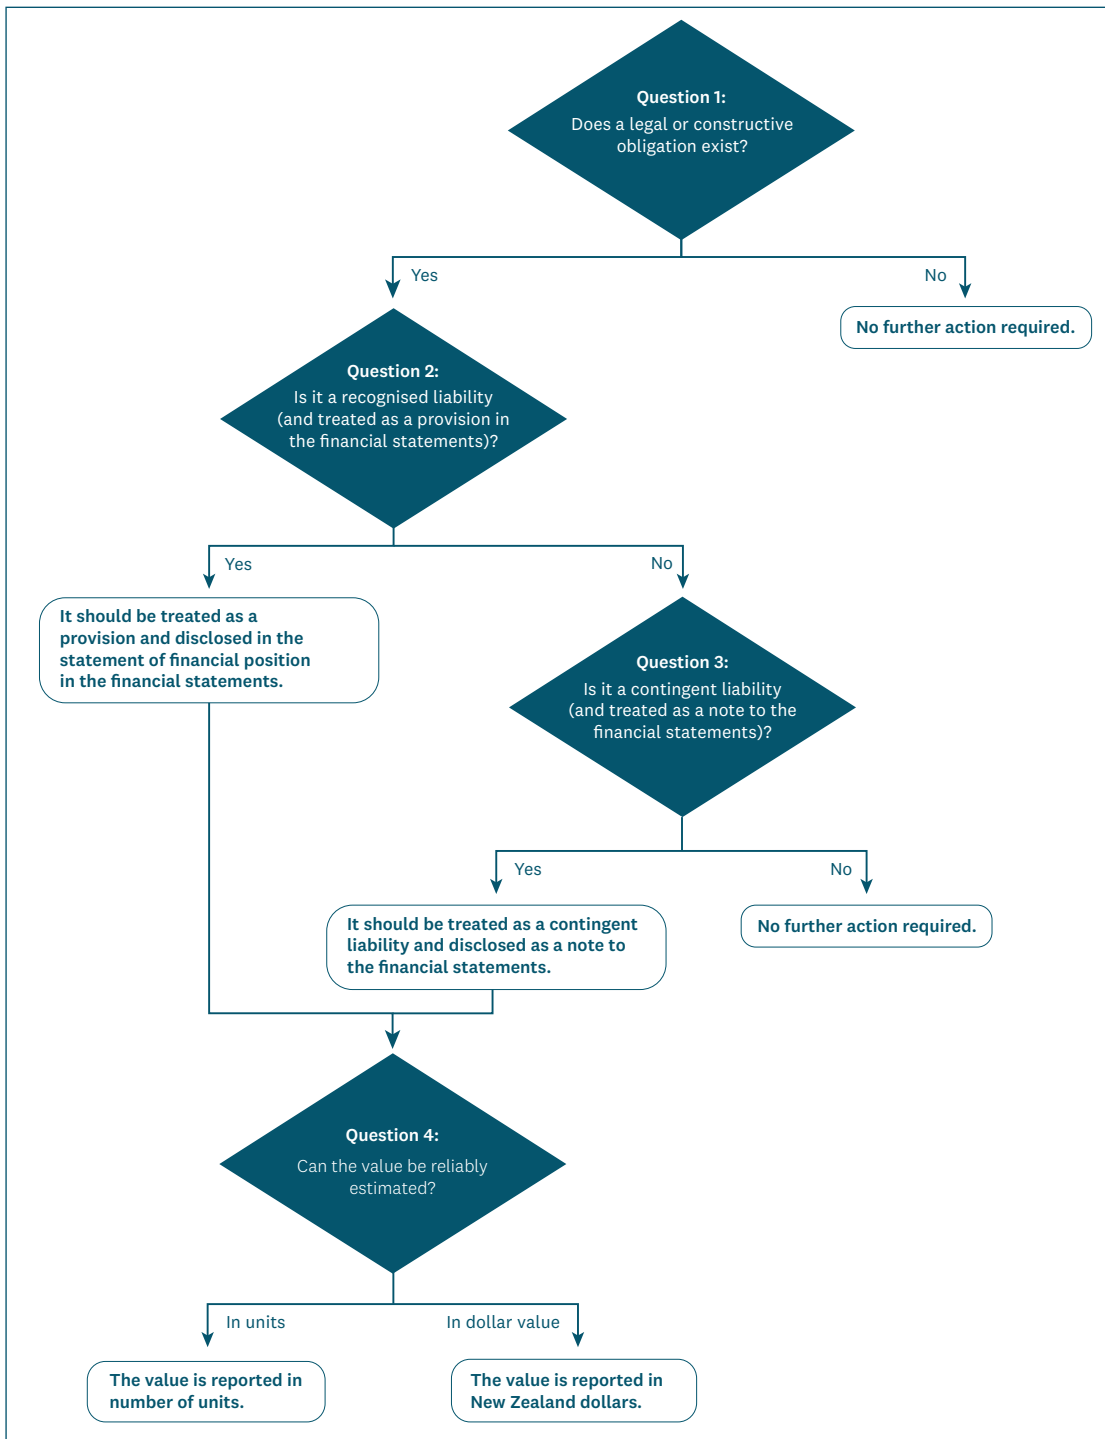 Question 1:
Does a legal or constructive
obligation exist?
Yes
No
No further action required.
Question 2:
Is it a recognised liability
(and treated as a provision in
the financial statements)?
Yes
No
It should be treated as a
provision and disclosed in the
statement of financial position
in the financial statements.
Question 3:
Is it a contingent liability
(and treated as a note to the
financial statements)?
Yes
No
It should be treated as a contingent
liability and disclosed as a note to
the financial statements.
No further action required.
Question 4:
Can the value be reliably
estimated?
In units
In dollar value
The value is reported in
number of units.
The value is reported in
New Zealand dollars.